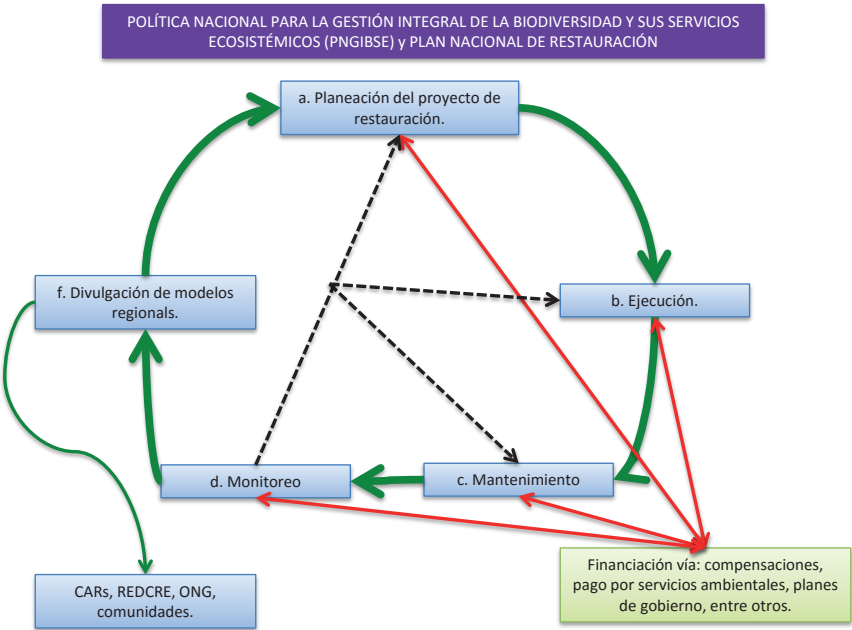 POLÍTICA NACIONAL PARA LA GESTIÓN INTEGRAL DE LA BIODIVERSIDAD Y SUS SERVICIOS
ECOSISTÉMICOS (PNGIBSE) y PLAN NACIONAL DE RESTAURACIÓN
a. Planeación del proyecto de
restauración.
f. Divulgación de modelos
regionals.
b. Ejecución.
d. Monitoreo
c. Mantenimiento
CARs, REDCRE, ONG,
comunidades.
Financiación vía: compensaciones,
pago por servicios ambientales, planes
de gobierno, entre otros.